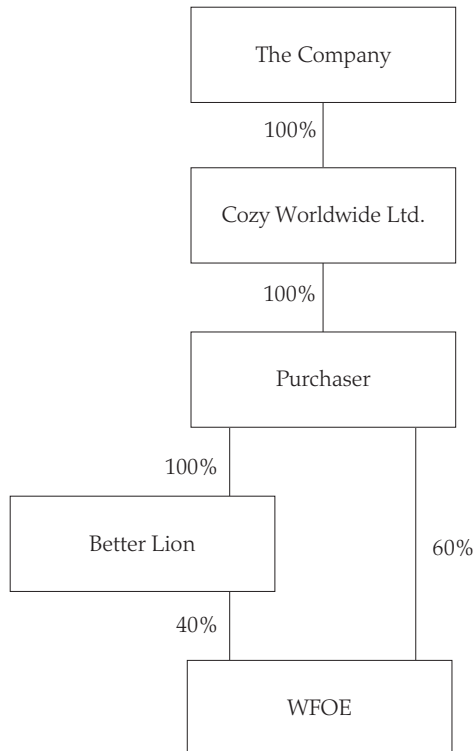 The Company
100%
Cozy Worldwide Ltd.
100%
Purchaser
100%
Better Lion
60%
40%
WFOE